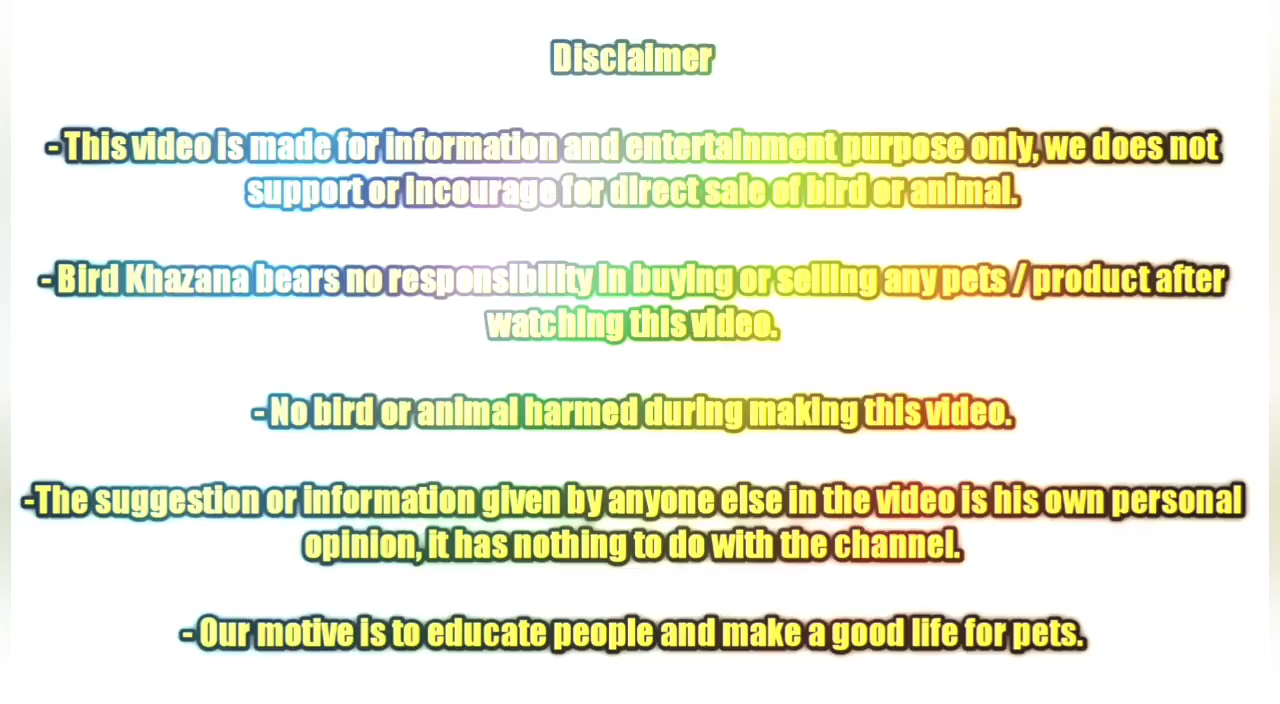 Disclaimer
- This video is made for information and entertainment purpose only, we does not
support or incourage for direct sale of bird or animal.
- Bird Khazana bears no responsibility in buying or selling any pets / product after
watching this video.
- No bird or animal harmed during making this video.
-The suggestion or information given by anyone else in the video is his own personal
opinion, it has nothing to do with the channel.
- Our motive is to educate people and make a good life for pets.